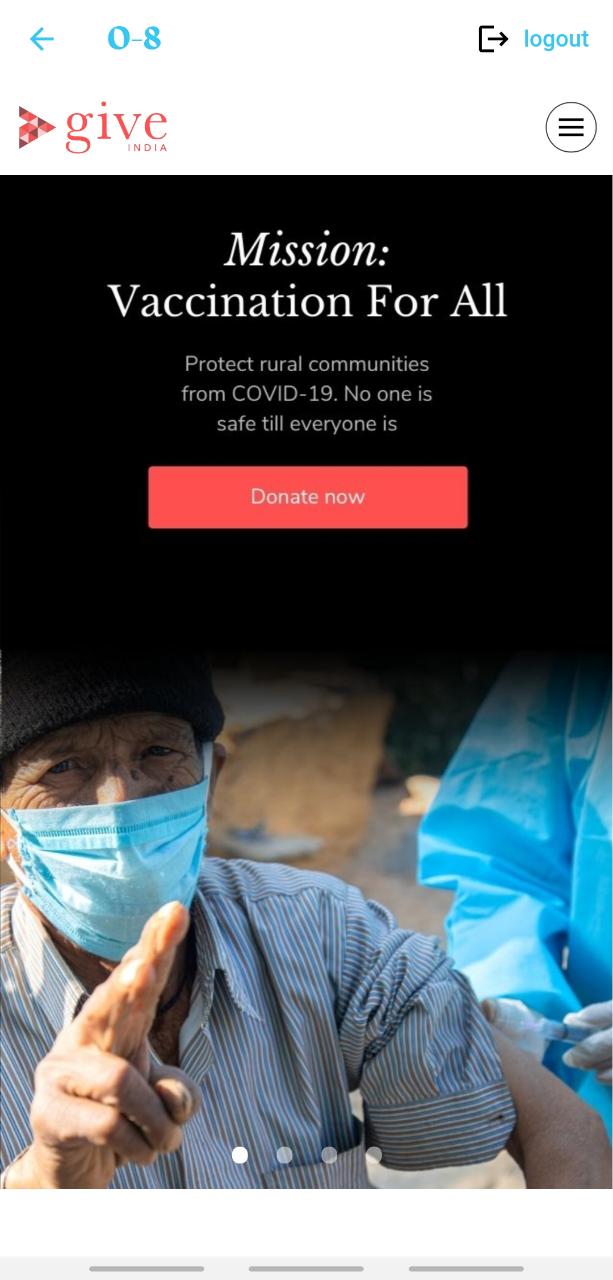 O-8
logout
give
INDIA
Mission:
Vaccination For All
Protect rural communities
from COVID-19. No one is
safe till everyone is
Donate now